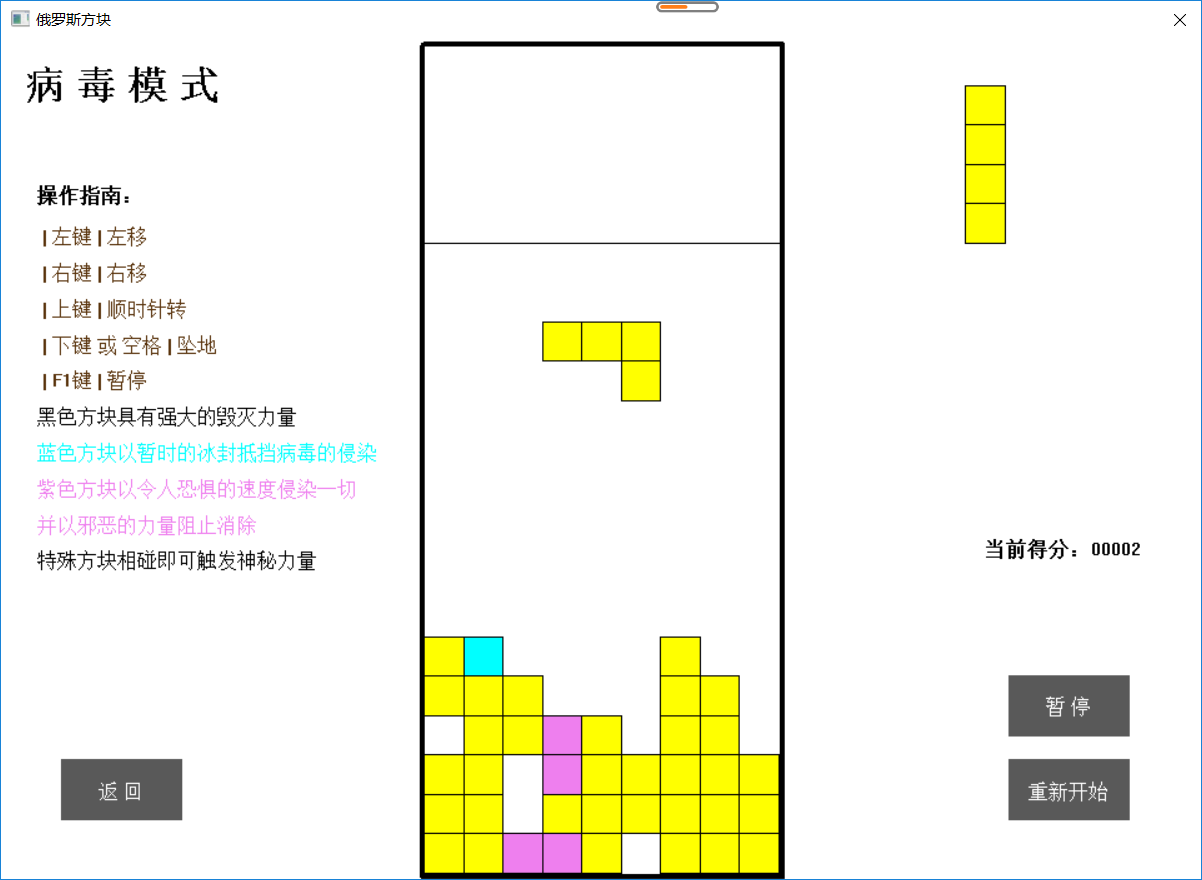 俄罗斯方块
病毒模式
操作指南：
|左键|左移
|右键|右移
|上键|顺时针转
|下键 或 空格|坠地
|F1键|暂停
黑色方块具有强大的毁灭力量
蓝色方块以暂时的冰封抵挡病毒的侵染
紫色方块以令人恐惧的速度侵染一切
并以邪恶的力量阻止消除
特殊方块相碰即可触发神秘力量
当前得分：00002
暂停
返回
重新开始